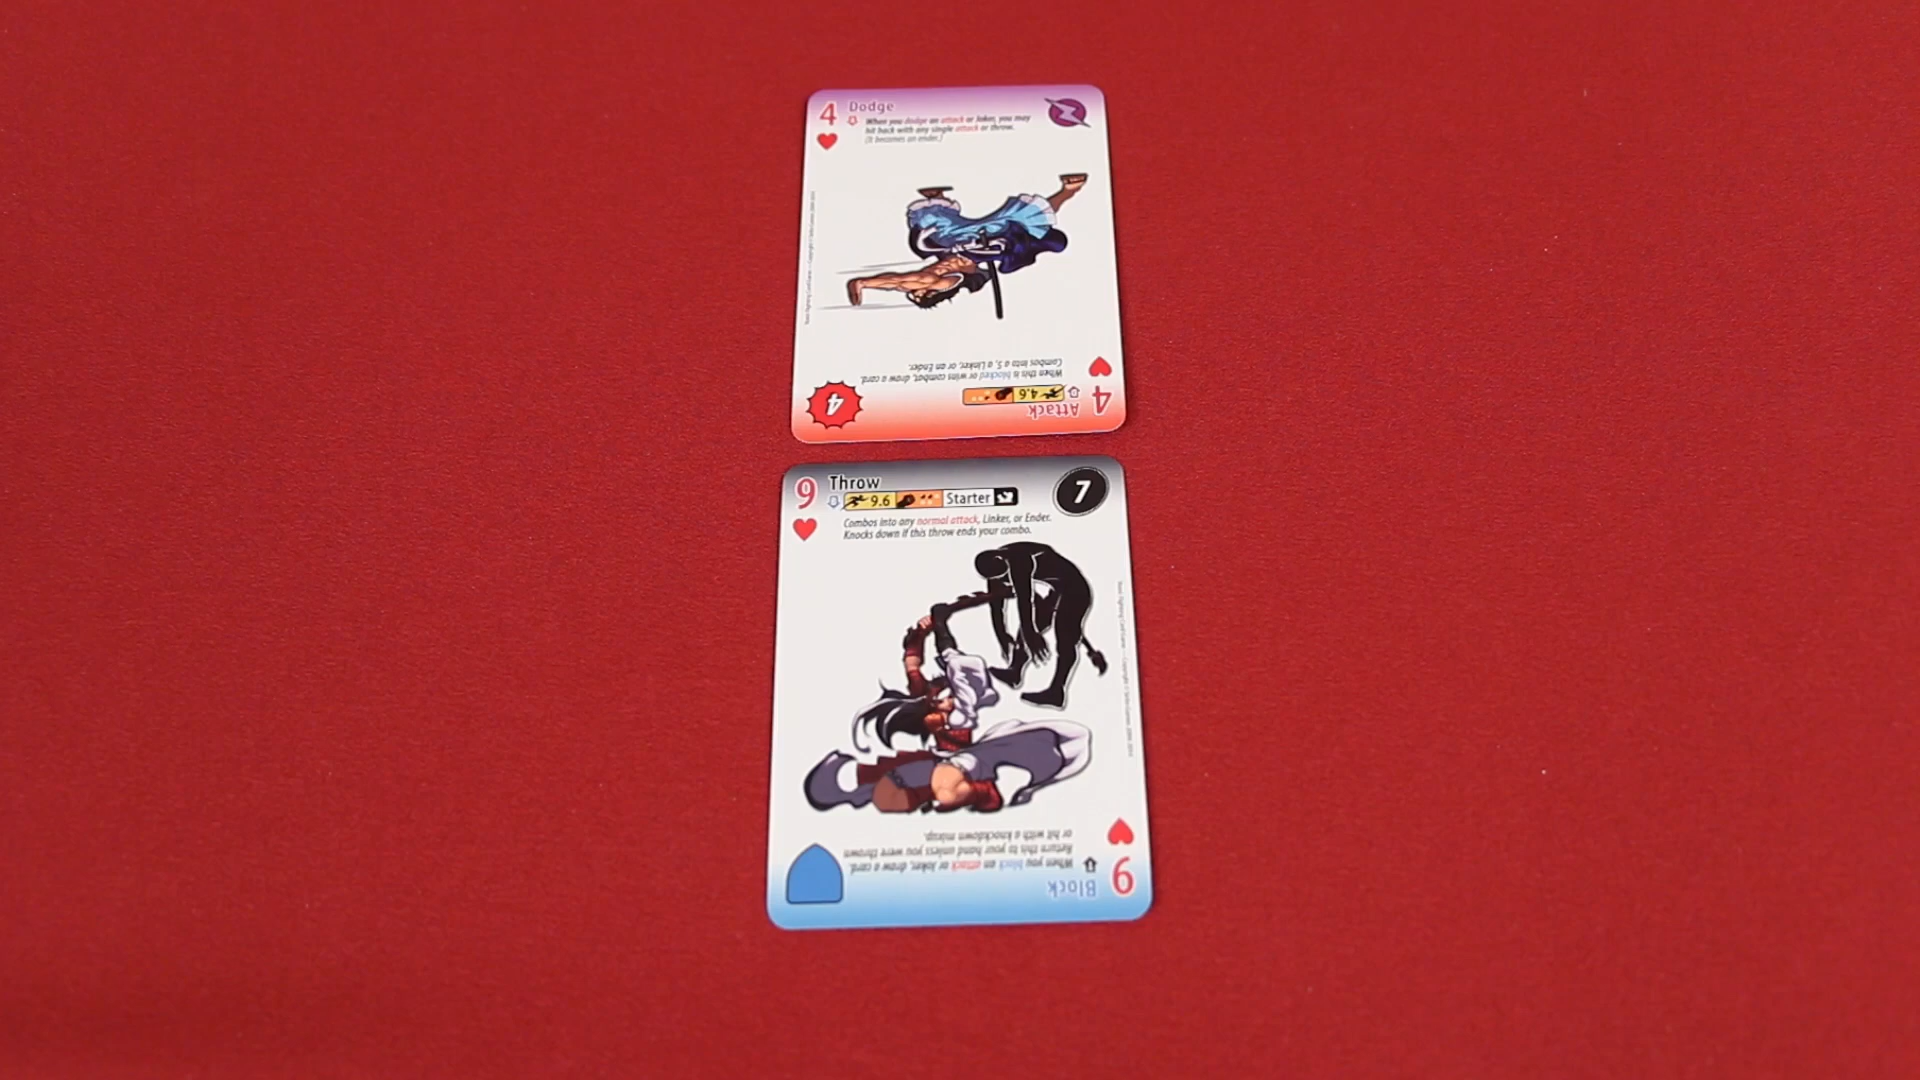 4 Dodge
When you dodge an attack or Joker, you may
hit back with any single attack or throw.
(It becomes an ender.)
4 Attack
4.6
4
When this is blocked or wins combat, draw a card.
Combos into a 5, a Linker, or an Ender.
9 Throw
9.6 Starter
7
Combos into any normal attack, Linker, or Ender.
Knocks down if this throw ends your combo.
9 Block
When you block an attack or Joker, draw a card.
Return this to your hand unless you were thrown
or hit with a knockdown mixup.